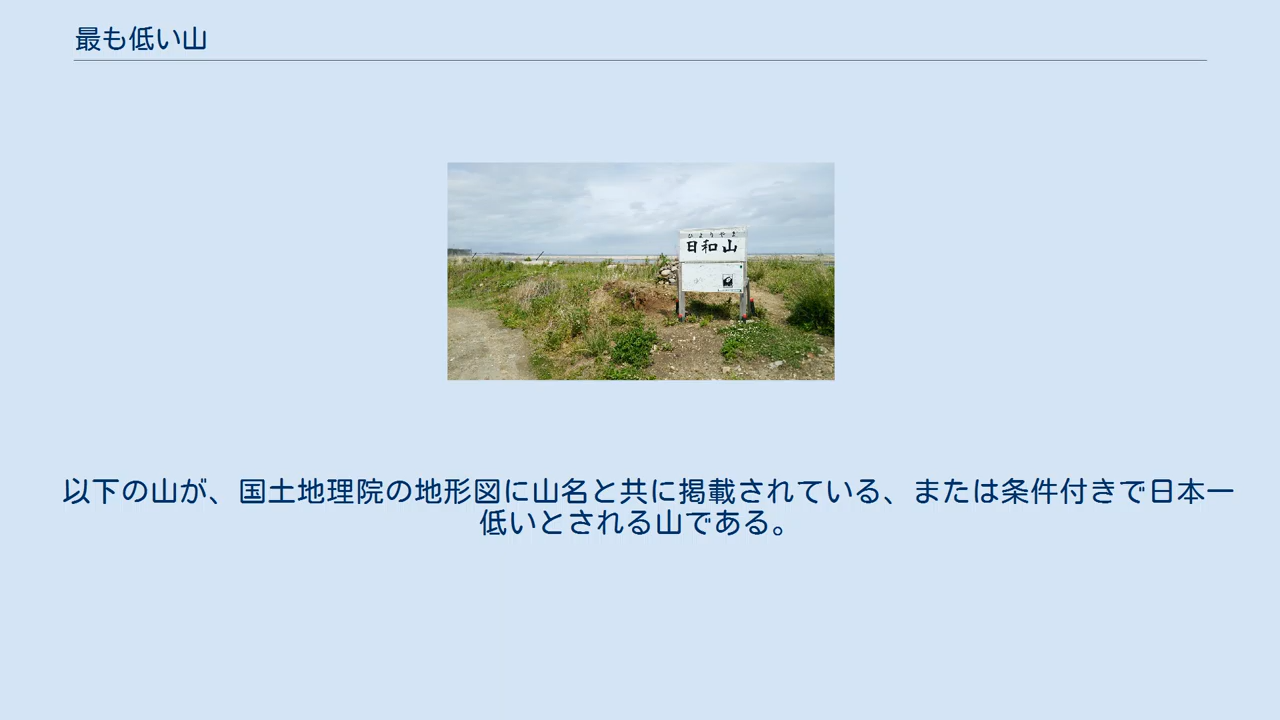 最も低い山
ひよりやま
日和山
以下の山が、国土地理院の地形図に山名と共に掲載されている、または条件付きで日本一
低いとされる山である。